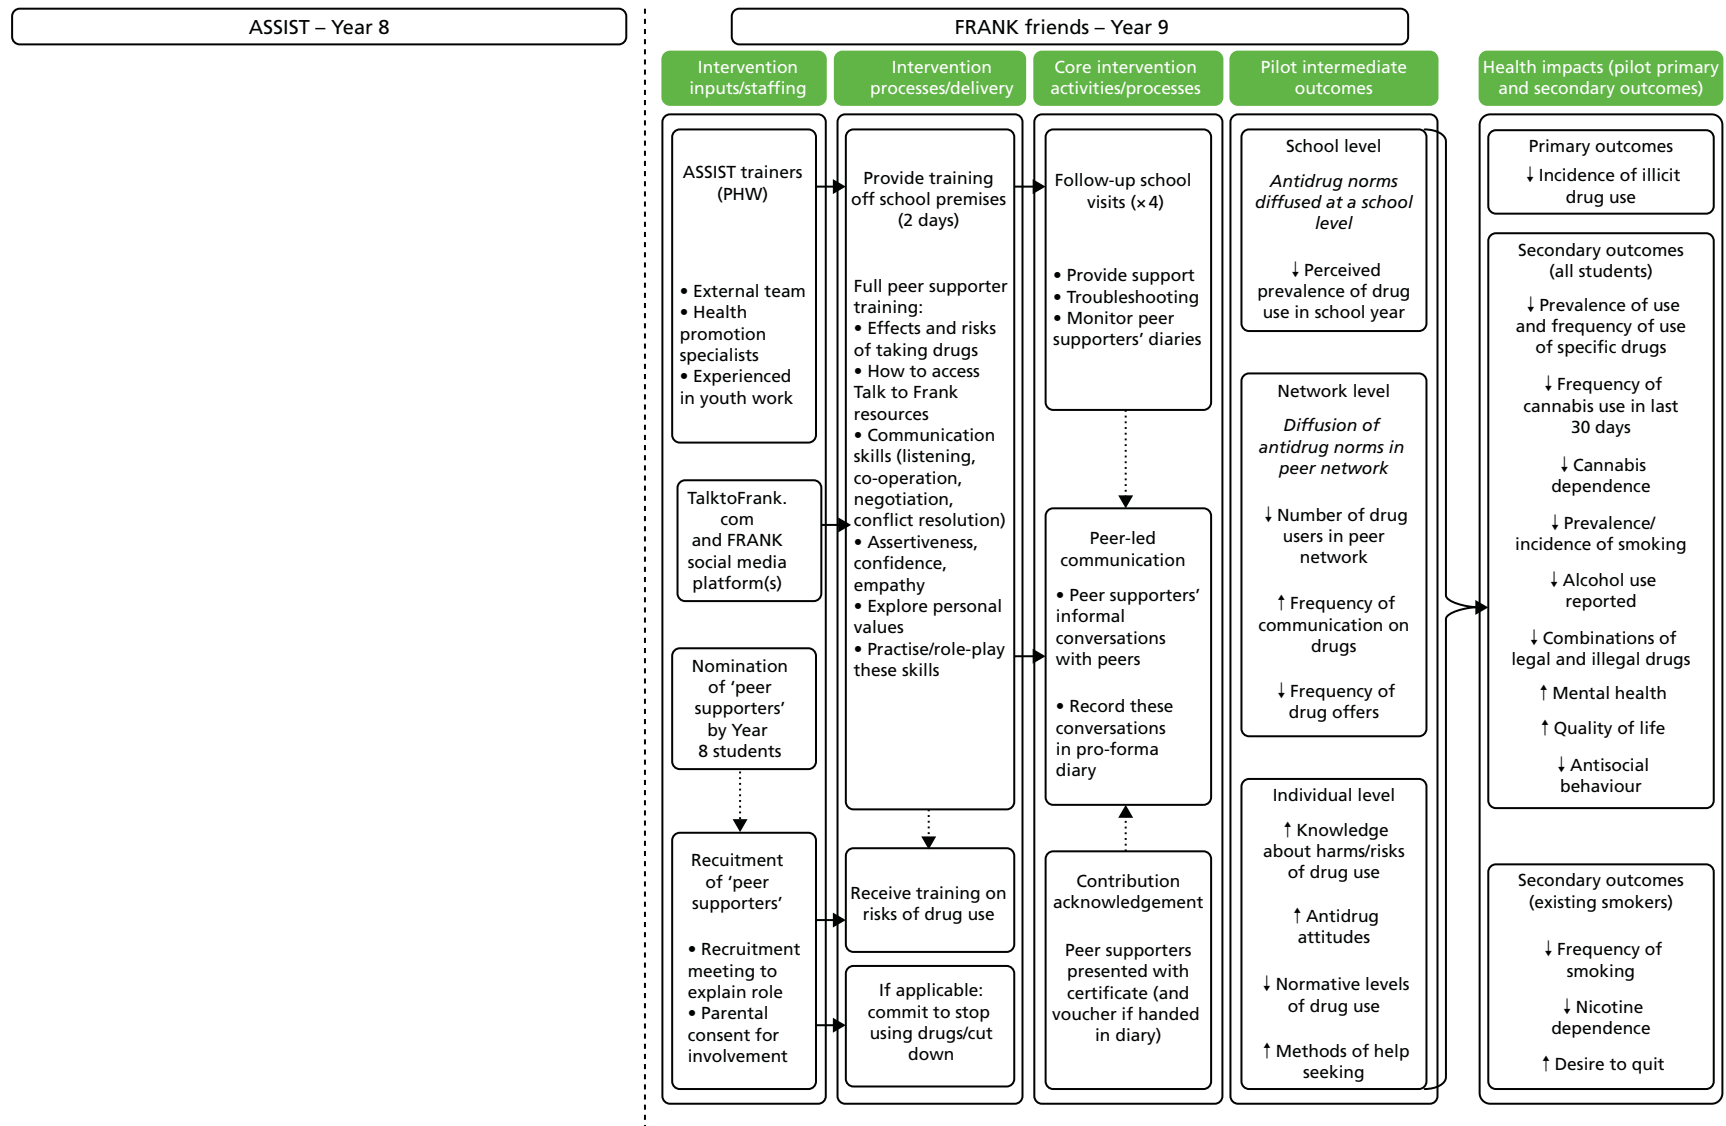 ASSIST – Year 8
FRANK friends – Year 9
Intervention
inputs/staffing
Intervention
processes/delivery
Core intervention
activities/processes
Pilot intermediate
outcomes
Health impacts (pilot primary
and secondary outcomes)
ASSIST trainers
(PHW)
• External team
• Health
promotion
specialists
• Experienced
in youth work
TalktoFrank.
com
and FRANK
social media
platform(s)
Nomination
of ‘peer
supporters’
by Year
8 students
Recuitment
of ‘peer
supporters’
• Recruitment
meeting to
explain role
• Parental
consent for
involvement
Provide training
off school premises
(2 days)
Full peer supporter
training:
• Effects and risks
of taking drugs
• How to access
Talk to Frank
resources
• Communication
skills (listening,
co-operation,
negotiation,
conflict resolution)
• Assertiveness,
confidence,
empathy
• Explore personal
values
• Practise/role-play
these skills
Receive training on
risks of drug use
If applicable:
commit to stop
using drugs/cut
down
Follow-up school
visits (×4)
• Provide support
• Troubleshooting
• Monitor peer
supporters’ diaries
Peer-led
communication
• Peer supporters’
informal
conversations
with peers
• Record these
conversations
in pro-forma
diary
Contribution
acknowledgement
Peer supporters
presented with
certificate (and
voucher if handed
in diary)
School level
Antidrug norms
diffused at a school
level
↓ Perceived
prevalence of drug
use in school year
Network level
Diffusion of
antidrug norms in
peer network
↓ Number of drug
users in peer
network
↑ Frequency of
communication on
drugs
↓ Frequency of
drug offers
Individual level
↑ Knowledge
about harms/risks
of drug use
↑ Antidrug
attitudes
↓ Normative levels
of drug use
↑ Methods of help
seeking
Primary outcomes
↓ Incidence of illicit
drug use
Secondary outcomes
(all students)
↓ Prevalence of use
and frequency of use
of specific drugs
↓ Frequency of
cannabis use in last
30 days
↓ Cannabis
dependence
↓ Prevalence/
incidence of smoking
↓ Alcohol use
reported
↓ Combinations of
legal and illegal drugs
↑ Mental health
↑ Quality of life
↓ Antisocial
behaviour
Secondary outcomes
(existing smokers)
↓ Frequency of
smoking
↓ Nicotine
dependence
↑ Desire to quit